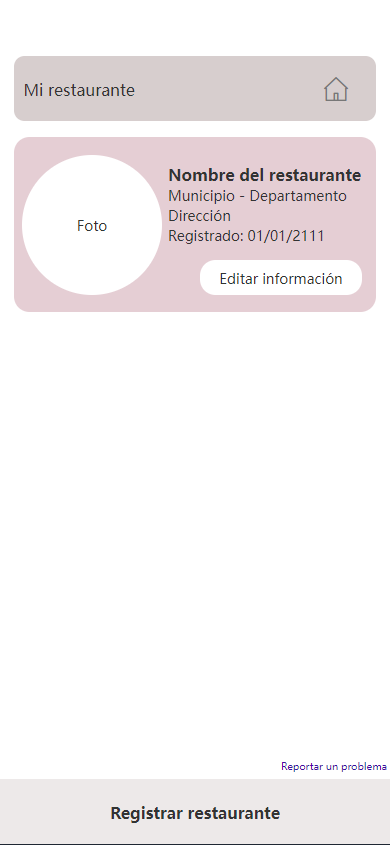 Mi restaurante
Nombre del restaurante
Municipio - Departamento
Foto
Dirección
Registrado: 01/01/2111
Editar información
Reportar un problema
Registrar restaurante